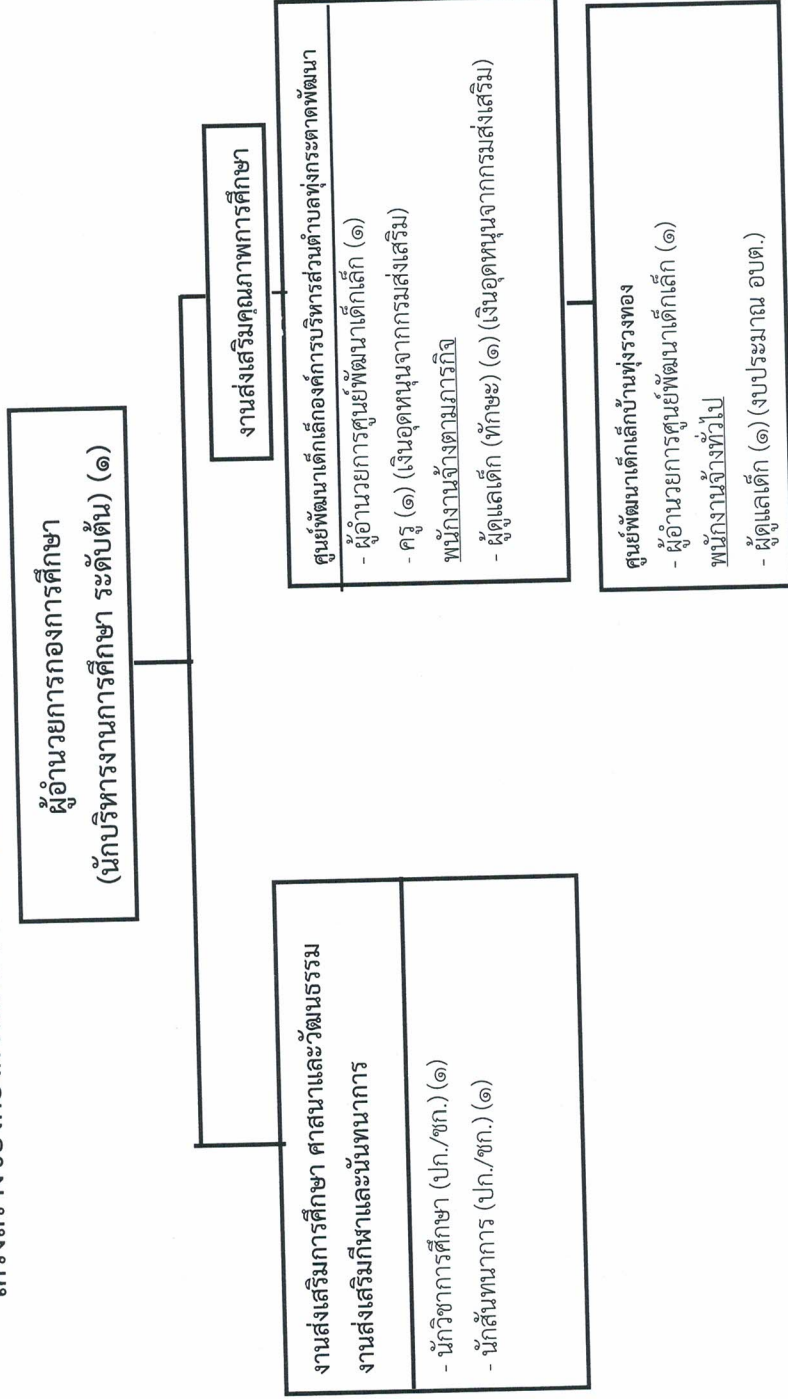 ผู้อำนวยการกองการศึกษา
(นักบริหารงานการศึกษา ระดับต้น) (๑)
งานส่งเสริมการศึกษา ศาสนาและวัฒนธรรม
งานส่งเสริมกีฬาและนันทนาการ
- นักวิชาการศึกษา (ปก./ชก.) (๑)
- นักสันทนาการ (ปก./ชก.) (๑)
งานส่งเสริมคุณภาพการศึกษา
ศูนย์พัฒนาเด็กเล็กองค์การบริหารส่วนตำบลทุ่งกระตาดพัฒนา
- ผู้อำนวยการศูนย์พัฒนาเด็กเล็ก (๑)
- ครู (๑) (เงินอุดหนุนจากกรมส่งเสริม)
พนักงานจ้างตามภารกิจ
- ผู้ดูแลเด็ก (ทักษะ) (๑) (เงินอุดหนุนจากกรมส่งเสริม)
ศูนย์พัฒนาเด็กเล็กบ้านทุ่งรวงทอง
- ผู้อำนวยการศูนย์พัฒนาเด็กเล็ก (๑)
พนักงานจ้างทั่วไป
- ผู้ดูแลเด็ก (๑) (งบประมาณ อบต.)